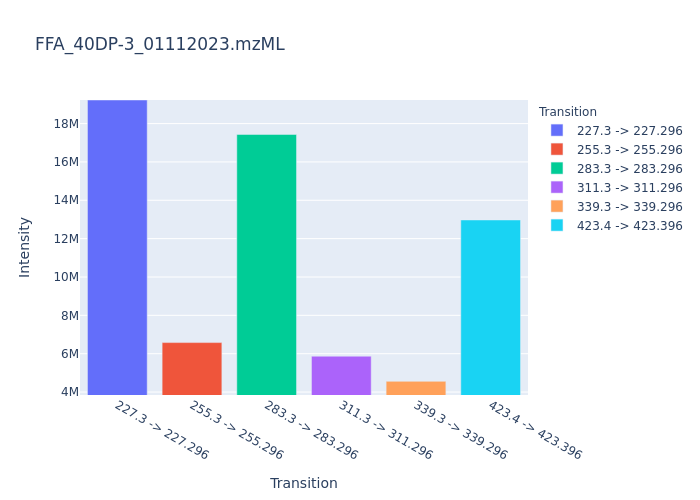 FFA_40DP-3_01112023.mzML
18M
16M
14M
12M
10M
8M
6M
4M
Intensity
227.3 -> 227.296
255.3 -> 255.296
283.3 -> 283.296
311.3 -> 311.296
339.3 -> 339.296
423.4 -> 423.396
Transition
Transition
227.3 -> 227.296
255.3 -> 255.296
283.3 -> 283.296
311.3 -> 311.296
339.3 -> 339.296
423.4 -> 423.396